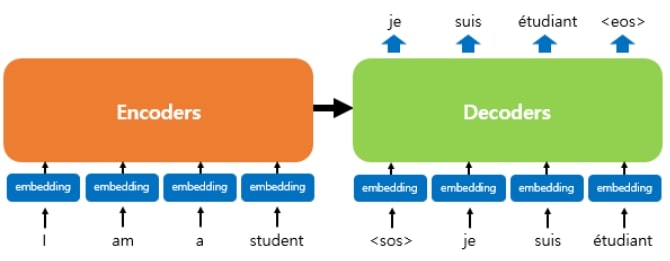 je suis étudiant <eos>
Encoders Decoders
embedding embedding embedding embedding embedding embedding embedding embedding
I am a student <sos> je suis étudiant